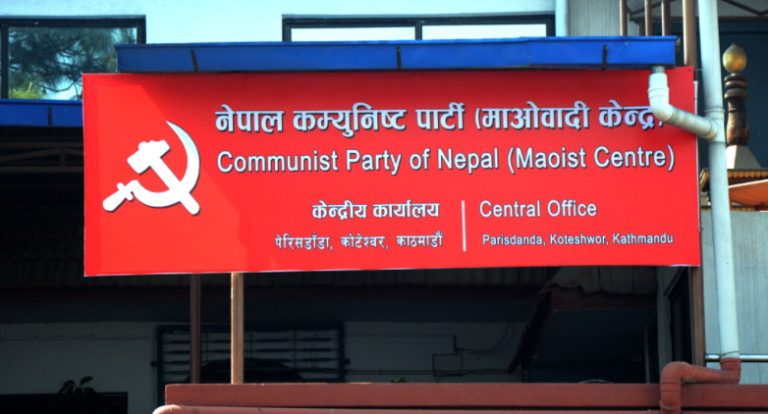 नेपाल कम्युनिष्ट पार्टी (माओवादी केन्द्र)
Communist Party of Nepal (Maoist Centre)
केन्द्रीय कार्यालय
पेरिसडाँडा, कोटेश्वर, काठमाडौं
Central Office
Parisdanda, Koteshwor, Kathmandu